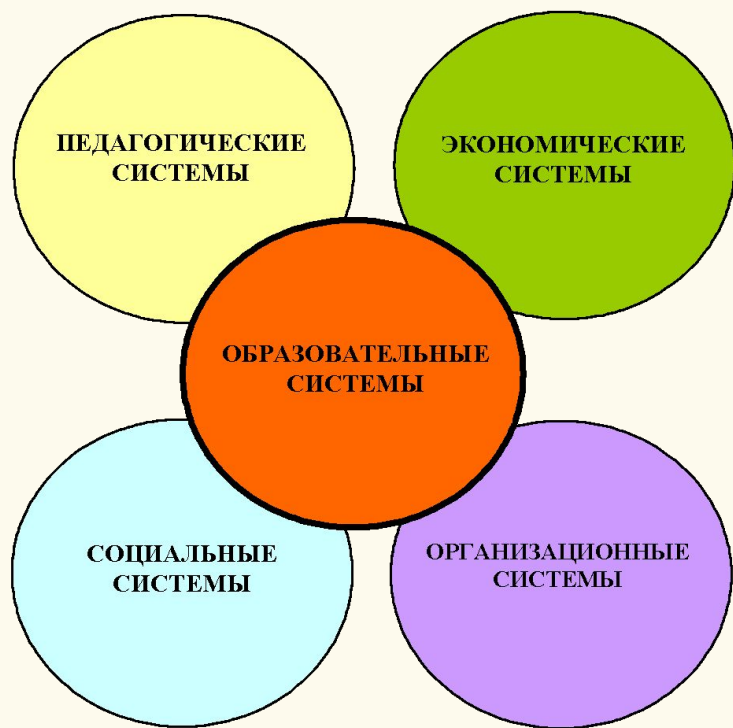 ПЕДАГОГИЧЕСКИЕ
СИСТЕМЫ
ЭКОНОМИЧЕСКИЕ
СИСТЕМЫ
ОБРАЗОВАТЕЛЬНЫЕ
СИСТЕМЫ
СОЦИАЛЬНЫЕ
СИСТЕМЫ
ОРГАНИЗАЦИОННЫЕ
СИСТЕМЫ